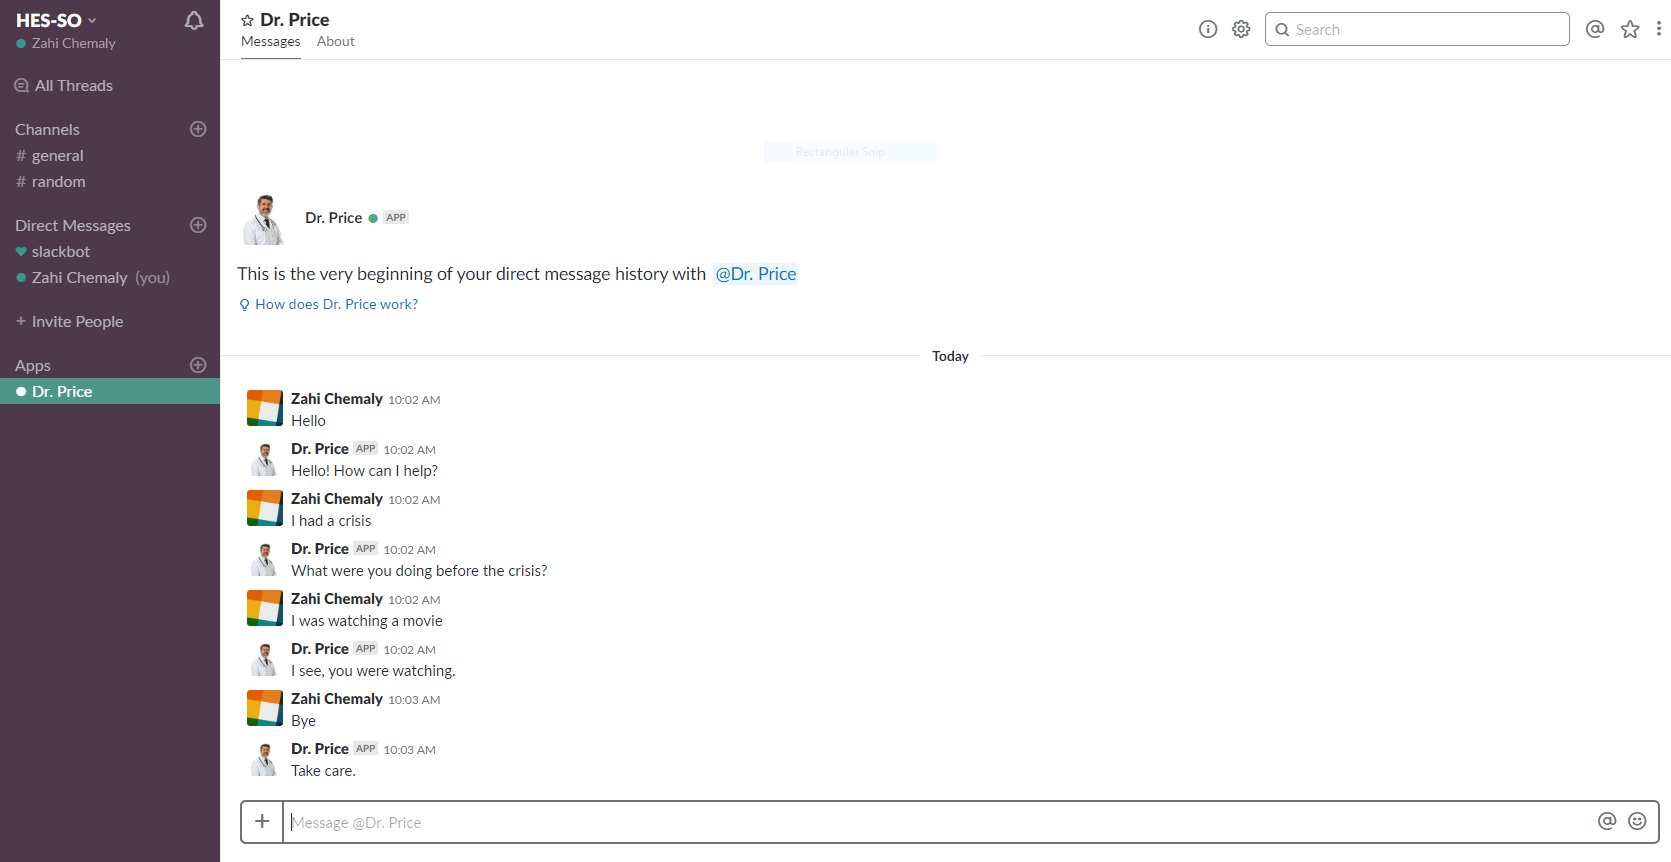 HES-SO
Zahi Chemaly
All Threads
Channels
# general
# random
Direct Messages
slackbot
Zahi Chemaly (you)
+ Invite People
Apps
Dr. Price
Dr. Price
Messages About
Search
Rectangular Snip
Dr. Price APP
This is the very beginning of your direct message history with @Dr. Price
How does Dr. Price work?
Today
Zahi Chemaly 10:02 AM
Hello
Dr. Price APP 10:02 AM
Hello! How can I help?
Zahi Chemaly 10:02 AM
I had a crisis
Dr. Price APP 10:02 AM
What were you doing before the crisis?
Zahi Chemaly 10:02 AM
I was watching a movie
Dr. Price APP 10:02 AM
I see, you were watching.
Zahi Chemaly 10:03 AM
Bye
Dr. Price APP 10:03 AM
Take care.
Message @Dr. Price